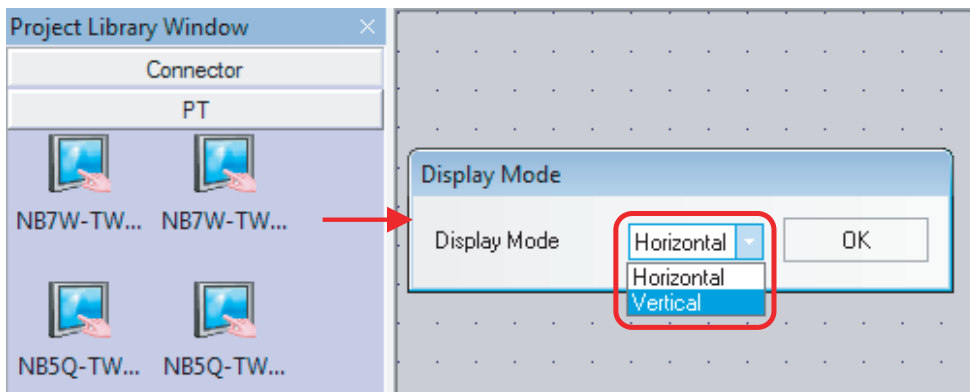 Project Library Window
Connector
PT
NB7W-TW... NB7W-TW...
NB5Q-TW... NB5Q-TW...
Display Mode
Display Mode Horizontal OK
Horizontal
Vertical